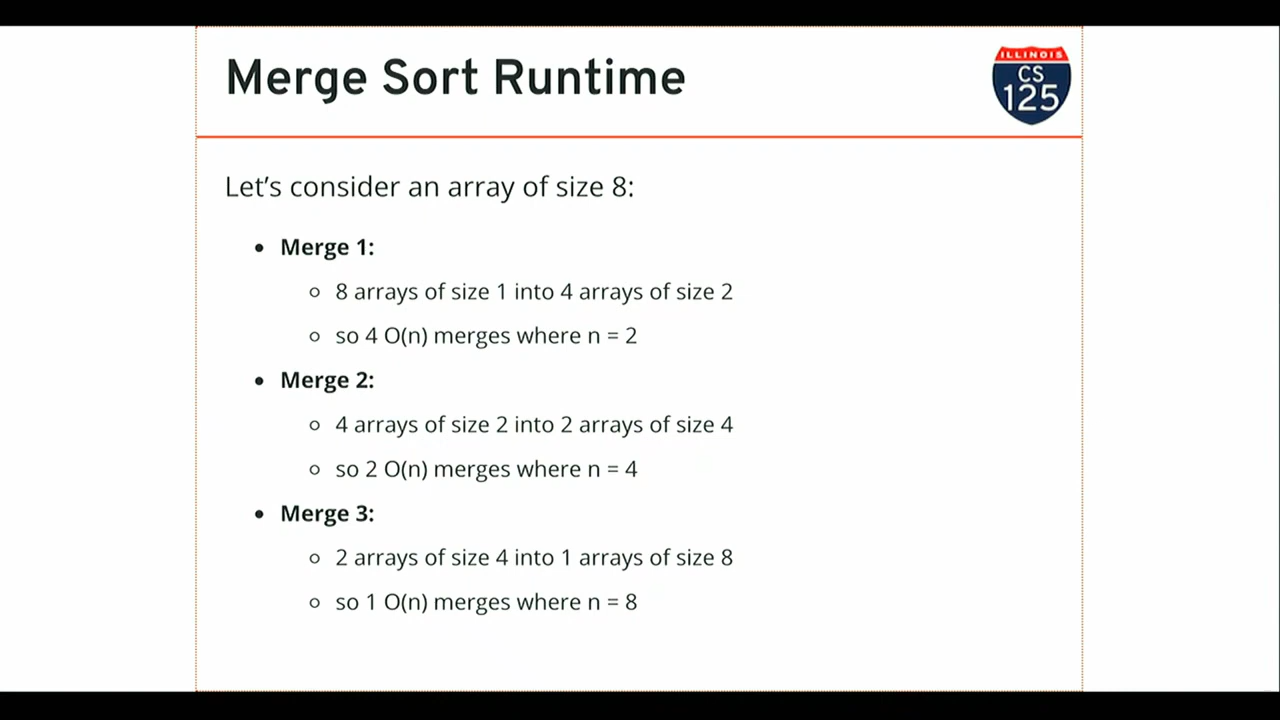 Merge Sort Runtime
ILLINOIS
CS
125
Let's consider an array of size 8:
• Merge 1:
○ 8 arrays of size 1 into 4 arrays of size 2
○ so 4 O(n) merges where n = 2
• Merge 2:
○ 4 arrays of size 2 into 2 arrays of size 4
○ so 2 O(n) merges where n = 4
• Merge 3:
○ 2 arrays of size 4 into 1 arrays of size 8
○ so 1 O(n) merges where n = 8